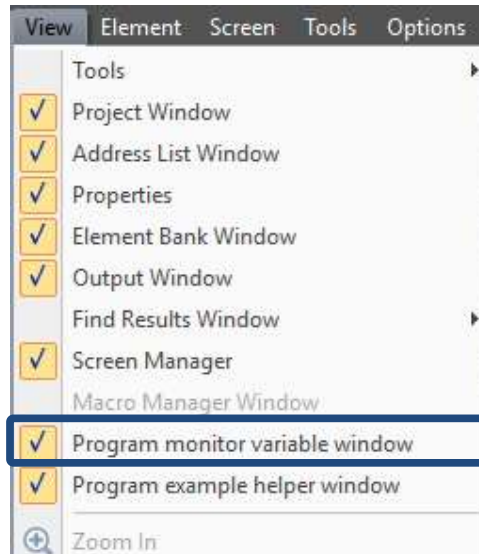 View Element Screen Tools Options
Tools
Project Window
Address List Window
Properties
Element Bank Window
Output Window
Find Results Window
Screen Manager
Macro Manager Window
Program monitor variable window
Program example helper window
Zoom In